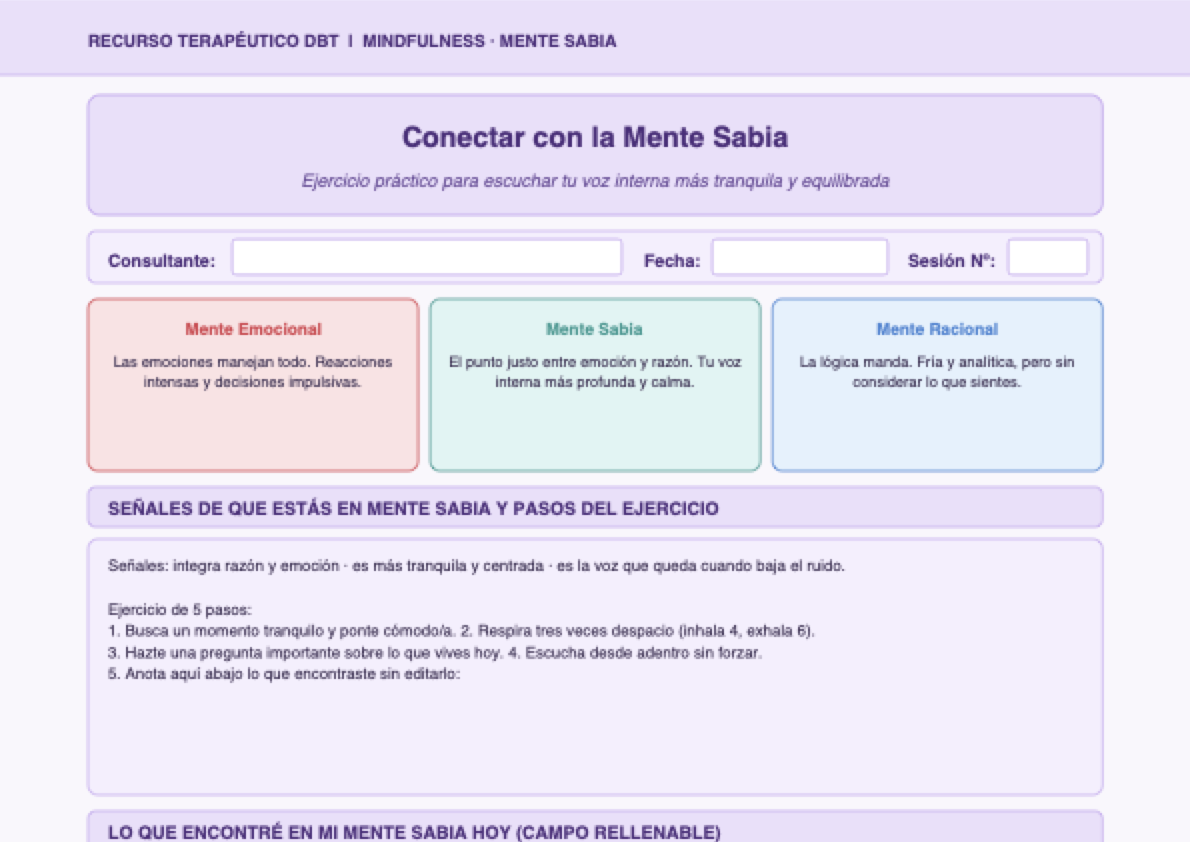 RECURSO TERAPÉUTICO DBT | MINDFULNESS · MENTE SABIA
Conectar con la Mente Sabia
Ejercicio práctico para escuchar tu voz interna más tranquila y equilibrada
Consultante:
Fecha:
Sesión Nº:
Mente Emocional
Las emociones manejan todo. Reacciones
intensas y decisiones impulsivas.
Mente Sabia
El punto justo entre emoción y razón. Tu voz
interna más profunda y calma.
Mente Racional
La lógica manda. Fría y analítica, pero sin
considerar lo que sientes.
SEÑALES DE QUE ESTÁS EN MENTE SABIA Y PASOS DEL EJERCICIO
Señales: integra razón y emoción · es más tranquila y centrada · es la voz que queda cuando baja el ruido.
Ejercicio de 5 pasos:
1. Busca un momento tranquilo y ponte cómodo/a. 2. Respira tres veces despacio (inhala 4, exhala 6).
3. Hazte una pregunta importante sobre lo que vives hoy. 4. Escucha desde adentro sin forzar.
5. Anota aquí abajo lo que encontraste sin editarlo:
LO QUE ENCONTRÉ EN MI MENTE SABIA HOY (CAMPO RELLENABLE)